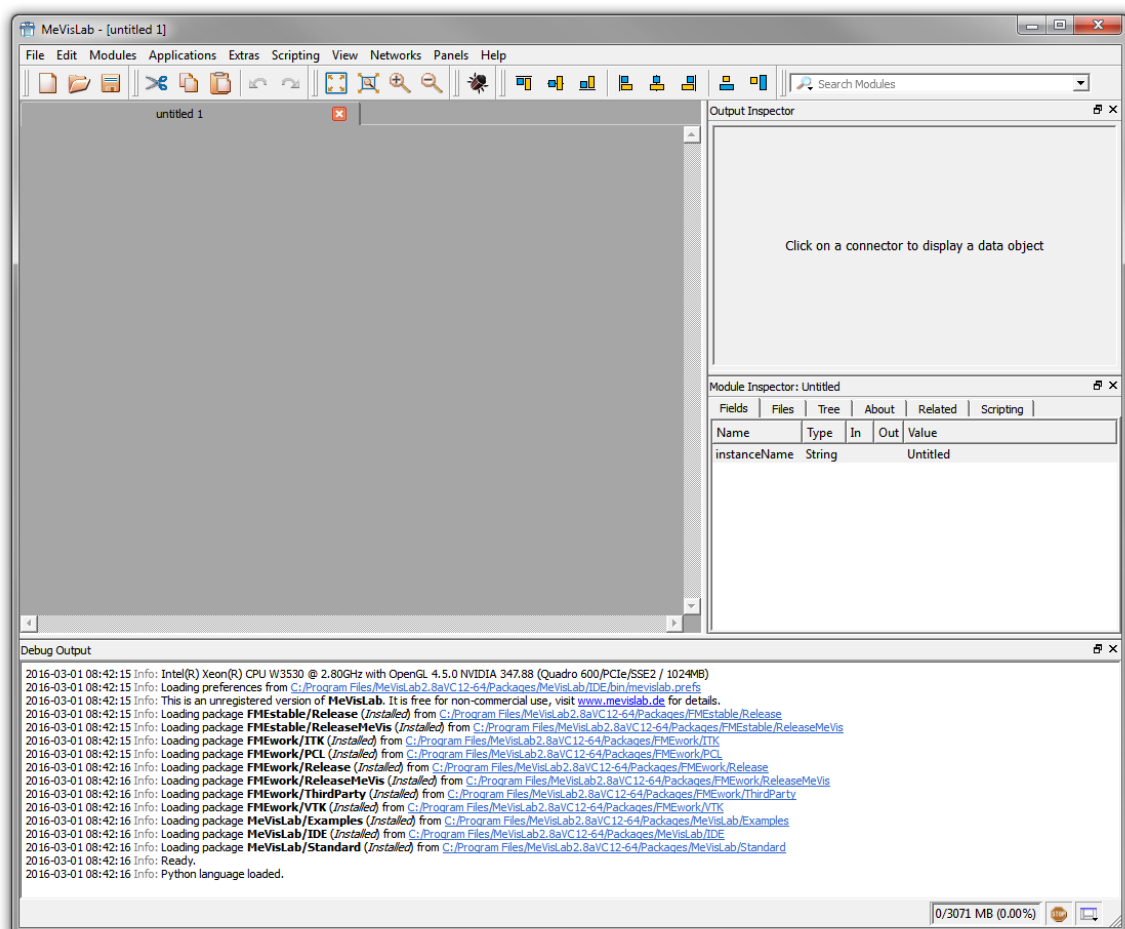 MeVisLab - [untitled 1]
File Edit Modules Applications Extras Scripting View Networks Panels Help
Search Modules
untitled 1
Output Inspector
Click on a connector to display a data object
Module Inspector: Untitled
Fields Files Tree About Related Scripting
Name Type In Out Value
instanceName String Untitled
Debug Output
2016-03-01 08:42:15 Info: Intel(R) Xeon(R) CPU W3530 @ 2.80GHz with OpenGL 4.5.0 NVIDIA 347.88 (Quadro 600/PCIe/SSE2 / 1024MB)
2016-03-01 08:42:15 Info: Loading preferences from C:/Program Files/MeVisLab2.8aVC12-64/Packages/MeVisLab/IDE/bin/mevislab.prefs
2016-03-01 08:42:15 Info: This is an unregistered version of MeVisLab. It is free for non-commercial use, visit www.mevislab.de for details.
2016-03-01 08:42:15 Info: Loading package FMEstable/Release (Installed) from C:/Program Files/MeVisLab2.8aVC12-64/Packages/FMEstable/Release
2016-03-01 08:42:15 Info: Loading package FMEstable/ReleaseMeVis (Installed) from C:/Program Files/MeVisLab2.8aVC12-64/Packages/FMEstable/ReleaseMeVis
2016-03-01 08:42:15 Info: Loading package FMEwork/ITK (Installed) from C:/Program Files/MeVisLab2.8aVC12-64/Packages/FMEwork/ITK
2016-03-01 08:42:15 Info: Loading package FMEwork/PCL (Installed) from C:/Program Files/MeVisLab2.8aVC12-64/Packages/FMEwork/PCL
2016-03-01 08:42:15 Info: Loading package FMEwork/Release (Installed) from C:/Program Files/MeVisLab2.8aVC12-64/Packages/FMEwork/Release
2016-03-01 08:42:16 Info: Loading package FMEwork/ReleaseMeVis (Installed) from C:/Program Files/MeVisLab2.8aVC12-64/Packages/FMEwork/ReleaseMeVis
2016-03-01 08:42:16 Info: Loading package FMEwork/ThirdParty (Installed) from C:/Program Files/MeVisLab2.8aVC12-64/Packages/FMEwork/ThirdParty
2016-03-01 08:42:16 Info: Loading package FMEwork/VTK (Installed) from C:/Program Files/MeVisLab2.8aVC12-64/Packages/FMEwork/VTK
2016-03-01 08:42:16 Info: Loading package MeVisLab/Examples (Installed) from C:/Program Files/MeVisLab2.8aVC12-64/Packages/MeVisLab/Examples
2016-03-01 08:42:16 Info: Loading package MeVisLab/IDE (Installed) from C:/Program Files/MeVisLab2.8aVC12-64/Packages/MeVisLab/IDE
2016-03-01 08:42:16 Info: Loading package MeVisLab/Standard (Installed) from C:/Program Files/MeVisLab2.8aVC12-64/Packages/MeVisLab/Standard
2016-03-01 08:42:16 Info: Ready.
2016-03-01 08:42:16 Info: Python language loaded.
0/3071 MB (0.00%) STOP